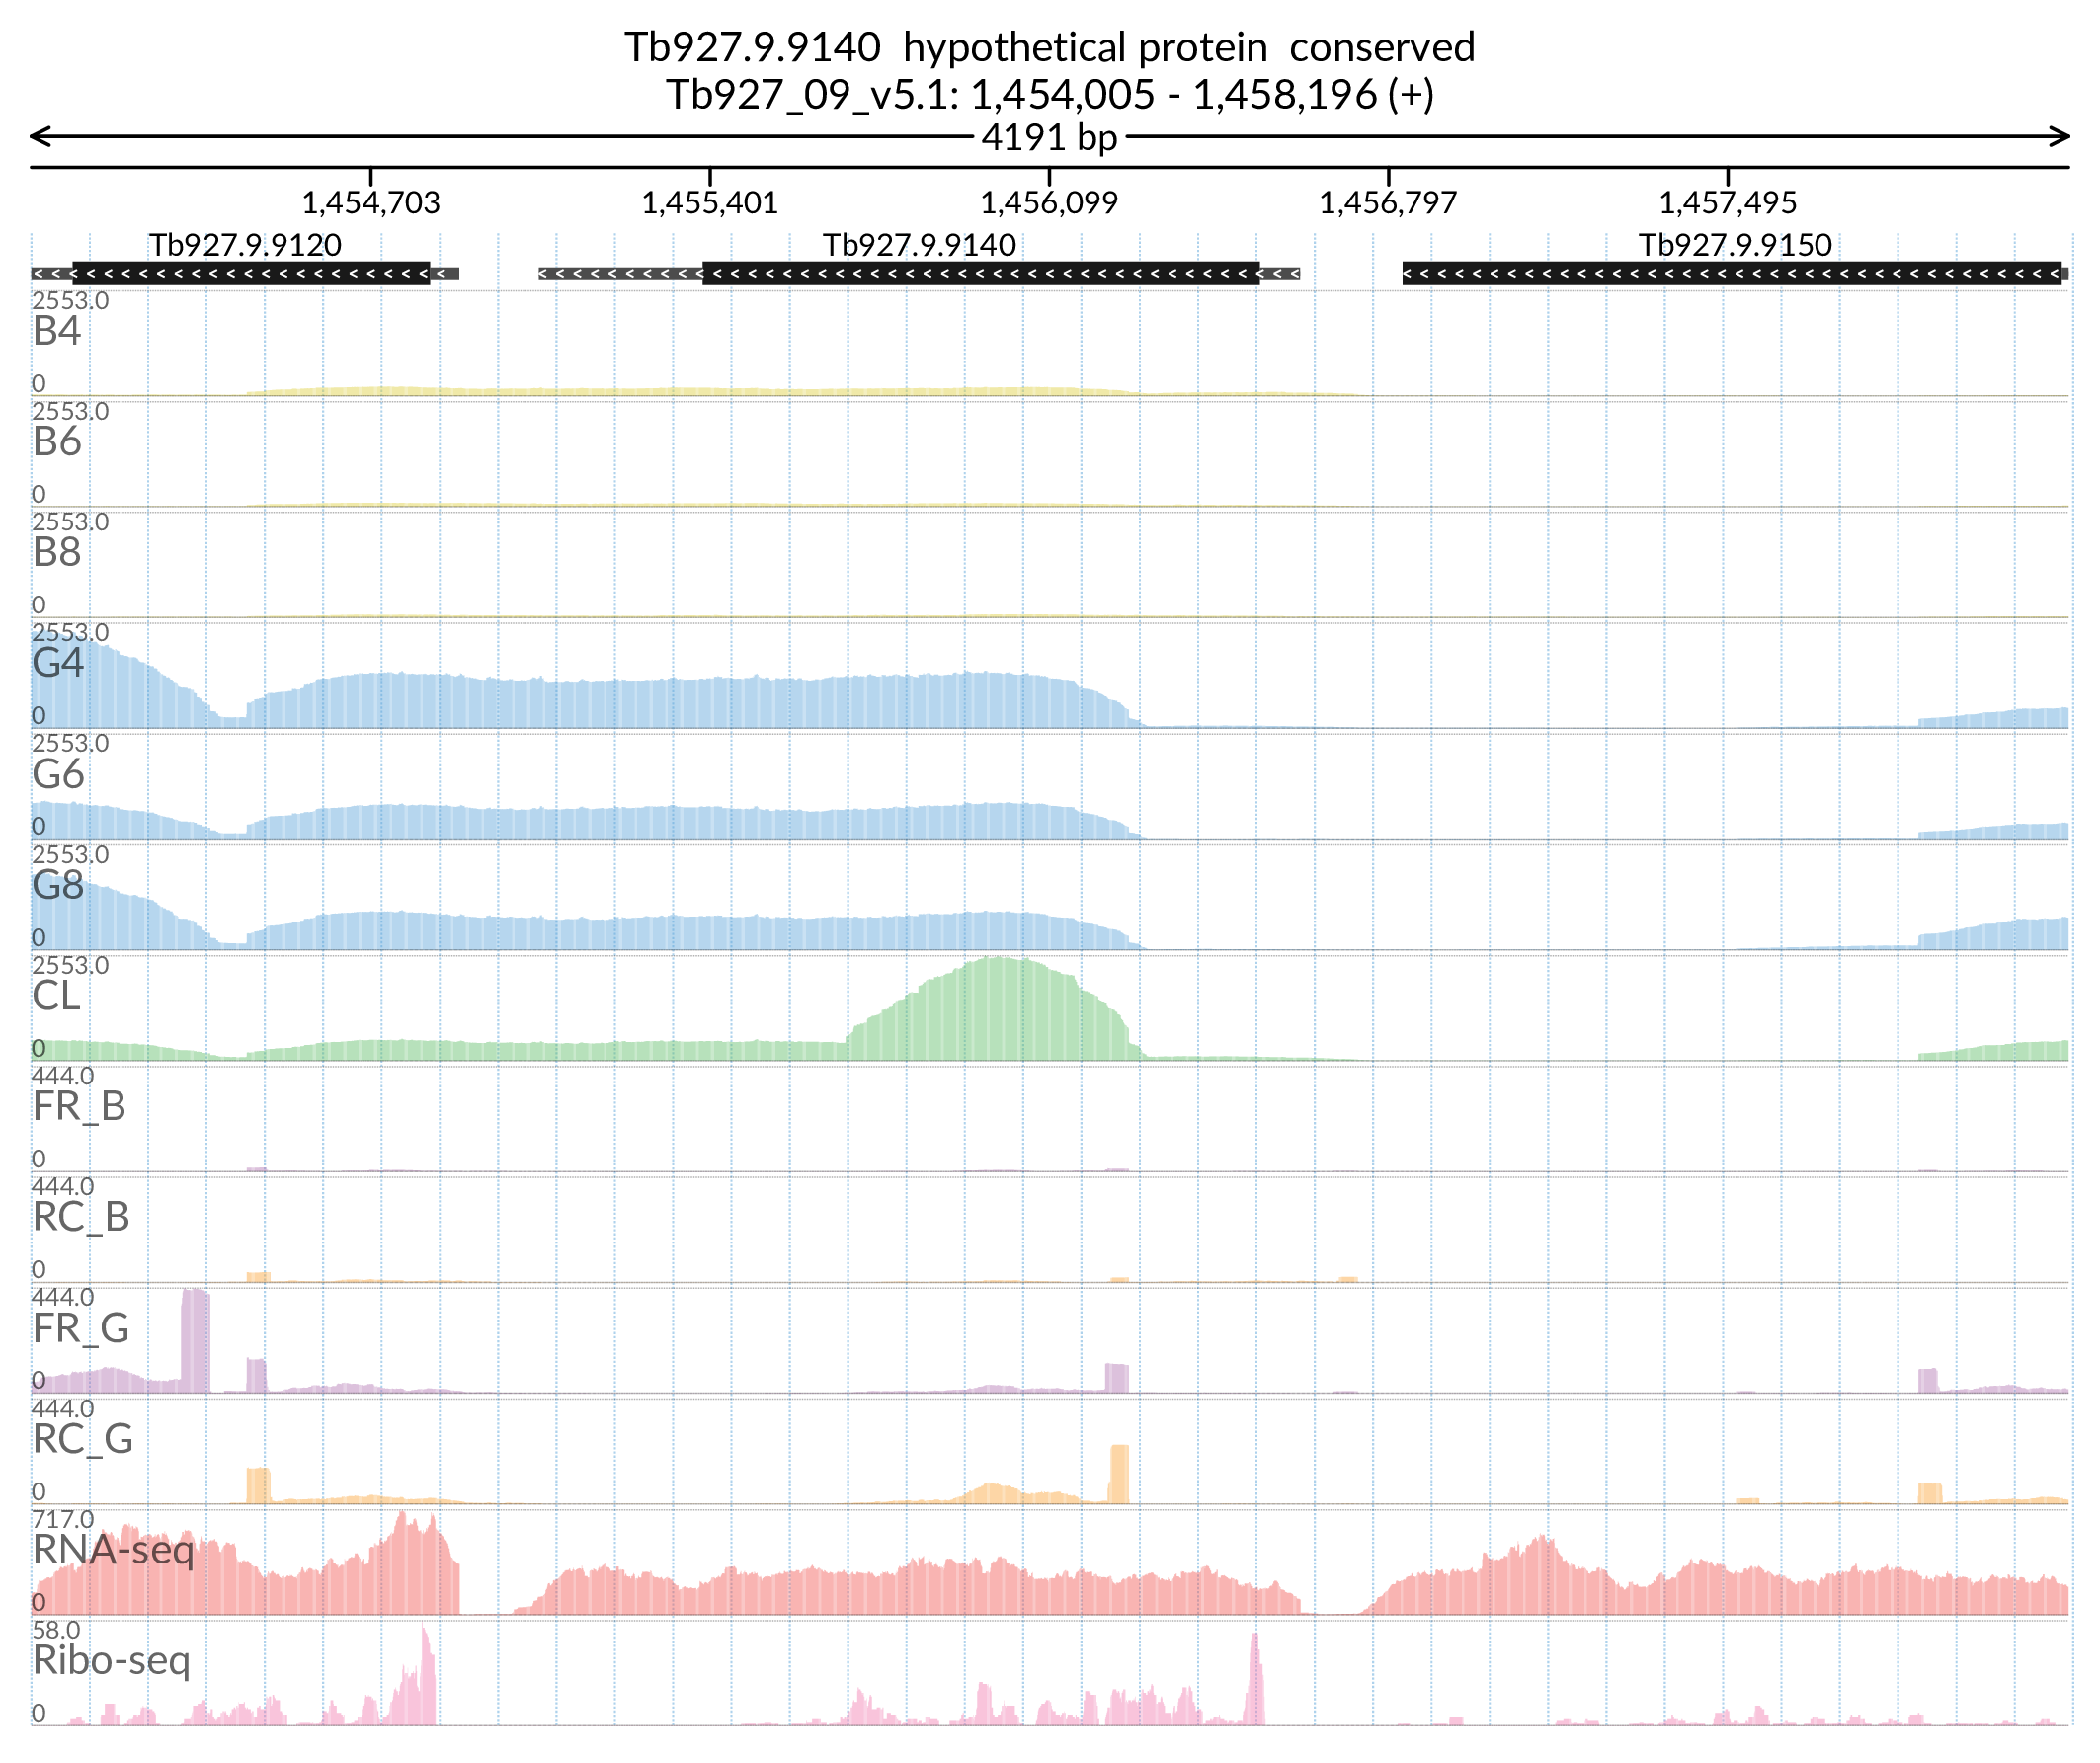 Tb927.9.9140 hypothetical protein conserved
Tb927_09_v5.1: 1,454,005 - 1,458,196 (+)
4191 bp
1,454,703 1,455,401 1,456,099 1,456,797 1,457,495
Tb927.9.9120 Tb927.9.9140 Tb927.9.9150
2553.0
B4
0
2553.0
B6
0
2553.0
B8
0
2553.0
G4
0
2553.0
G6
0
2553.0
G8
0
2553.0
CL
0
444.0
FR_B
0
444.0
RC_B
0
444.0
FR_G
0
444.0
RC_G
0
717.0
RNA-seq
0
58.0
Ribo-seq
0